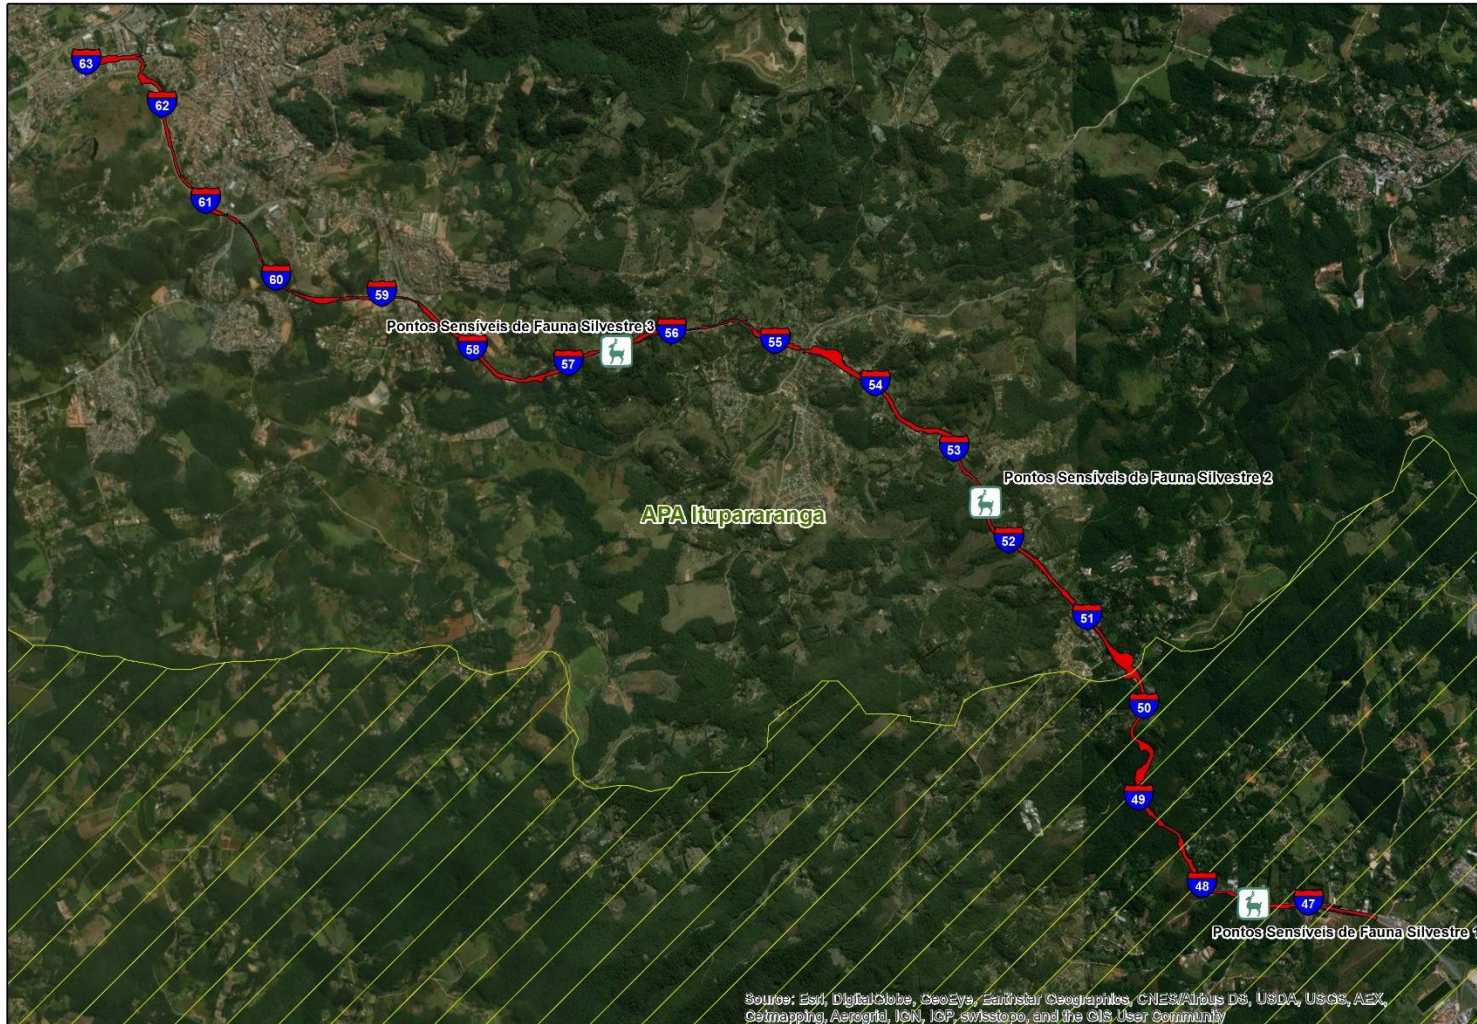 63
62
61
60
59
Pontos Sensíveis de Fauna Silvestre 3
56
58
57
55
54
53
Pontos Sensíveis de Fauna Silvestre 2
APA Itupararanga
52
51
50
49
48
47
Pontos Sensíveis de Fauna Silvestre 1
Source: Esri, DigitalGlobe, GeoEye, Earthstar Geographics, CNES/Airbus DS, USDA, USGS, AEX,
Getmapping, Aerogrid, IGN, IGP, swisstopo, and the GIS User Community